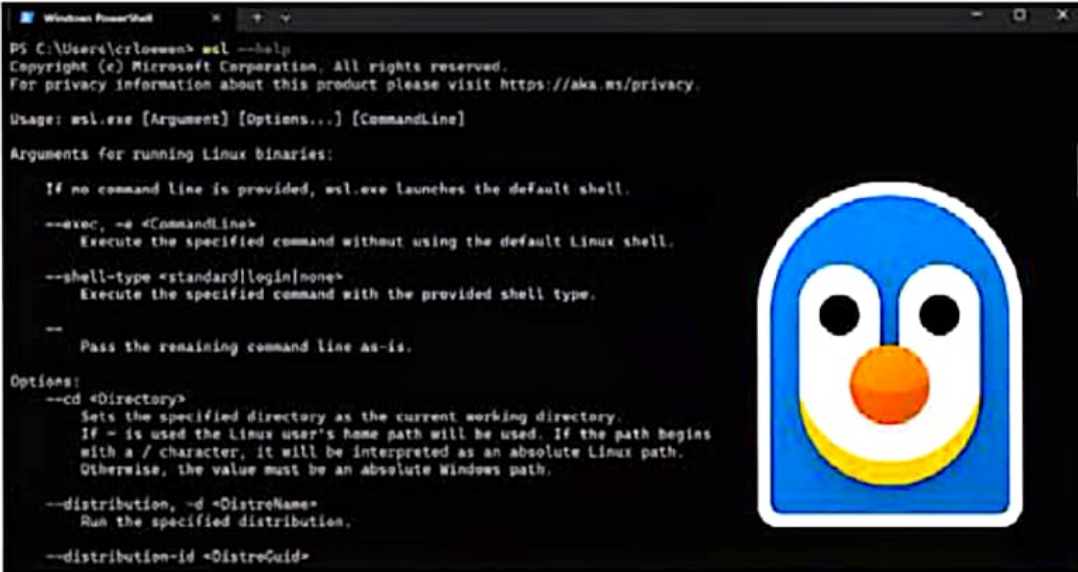 Windows PowerShell
PS C:\Users\crloewen> wsl --help
Copyright (c) Microsoft Corporation. All rights reserved.
For privacy information about this product please visit https://aka.ms/privacy.
Usage: wsl.exe [Argument] [Options...] [CommandLine]
Arguments for running Linux binaries:
If no command line is provided, wsl.exe launches the default shell.
--exec, -e <CommandLine>
Execute the specified command without using the default Linux shell.
--shell-type <standard|login|none>
Execute the specified command with the provided shell type.
--
Pass the remaining command line as-is.
Options:
--cd <Directory>
Sets the specified directory as the current working directory.
If ~ is used the Linux user's home path will be used. If the path begins
with a / character, it will be interpreted as an absolute Linux path.
Otherwise, the value must be an absolute Windows path.
--distribution, -d <DistroName>
Run the specified distribution.
--distribution-id <DistroGuid>